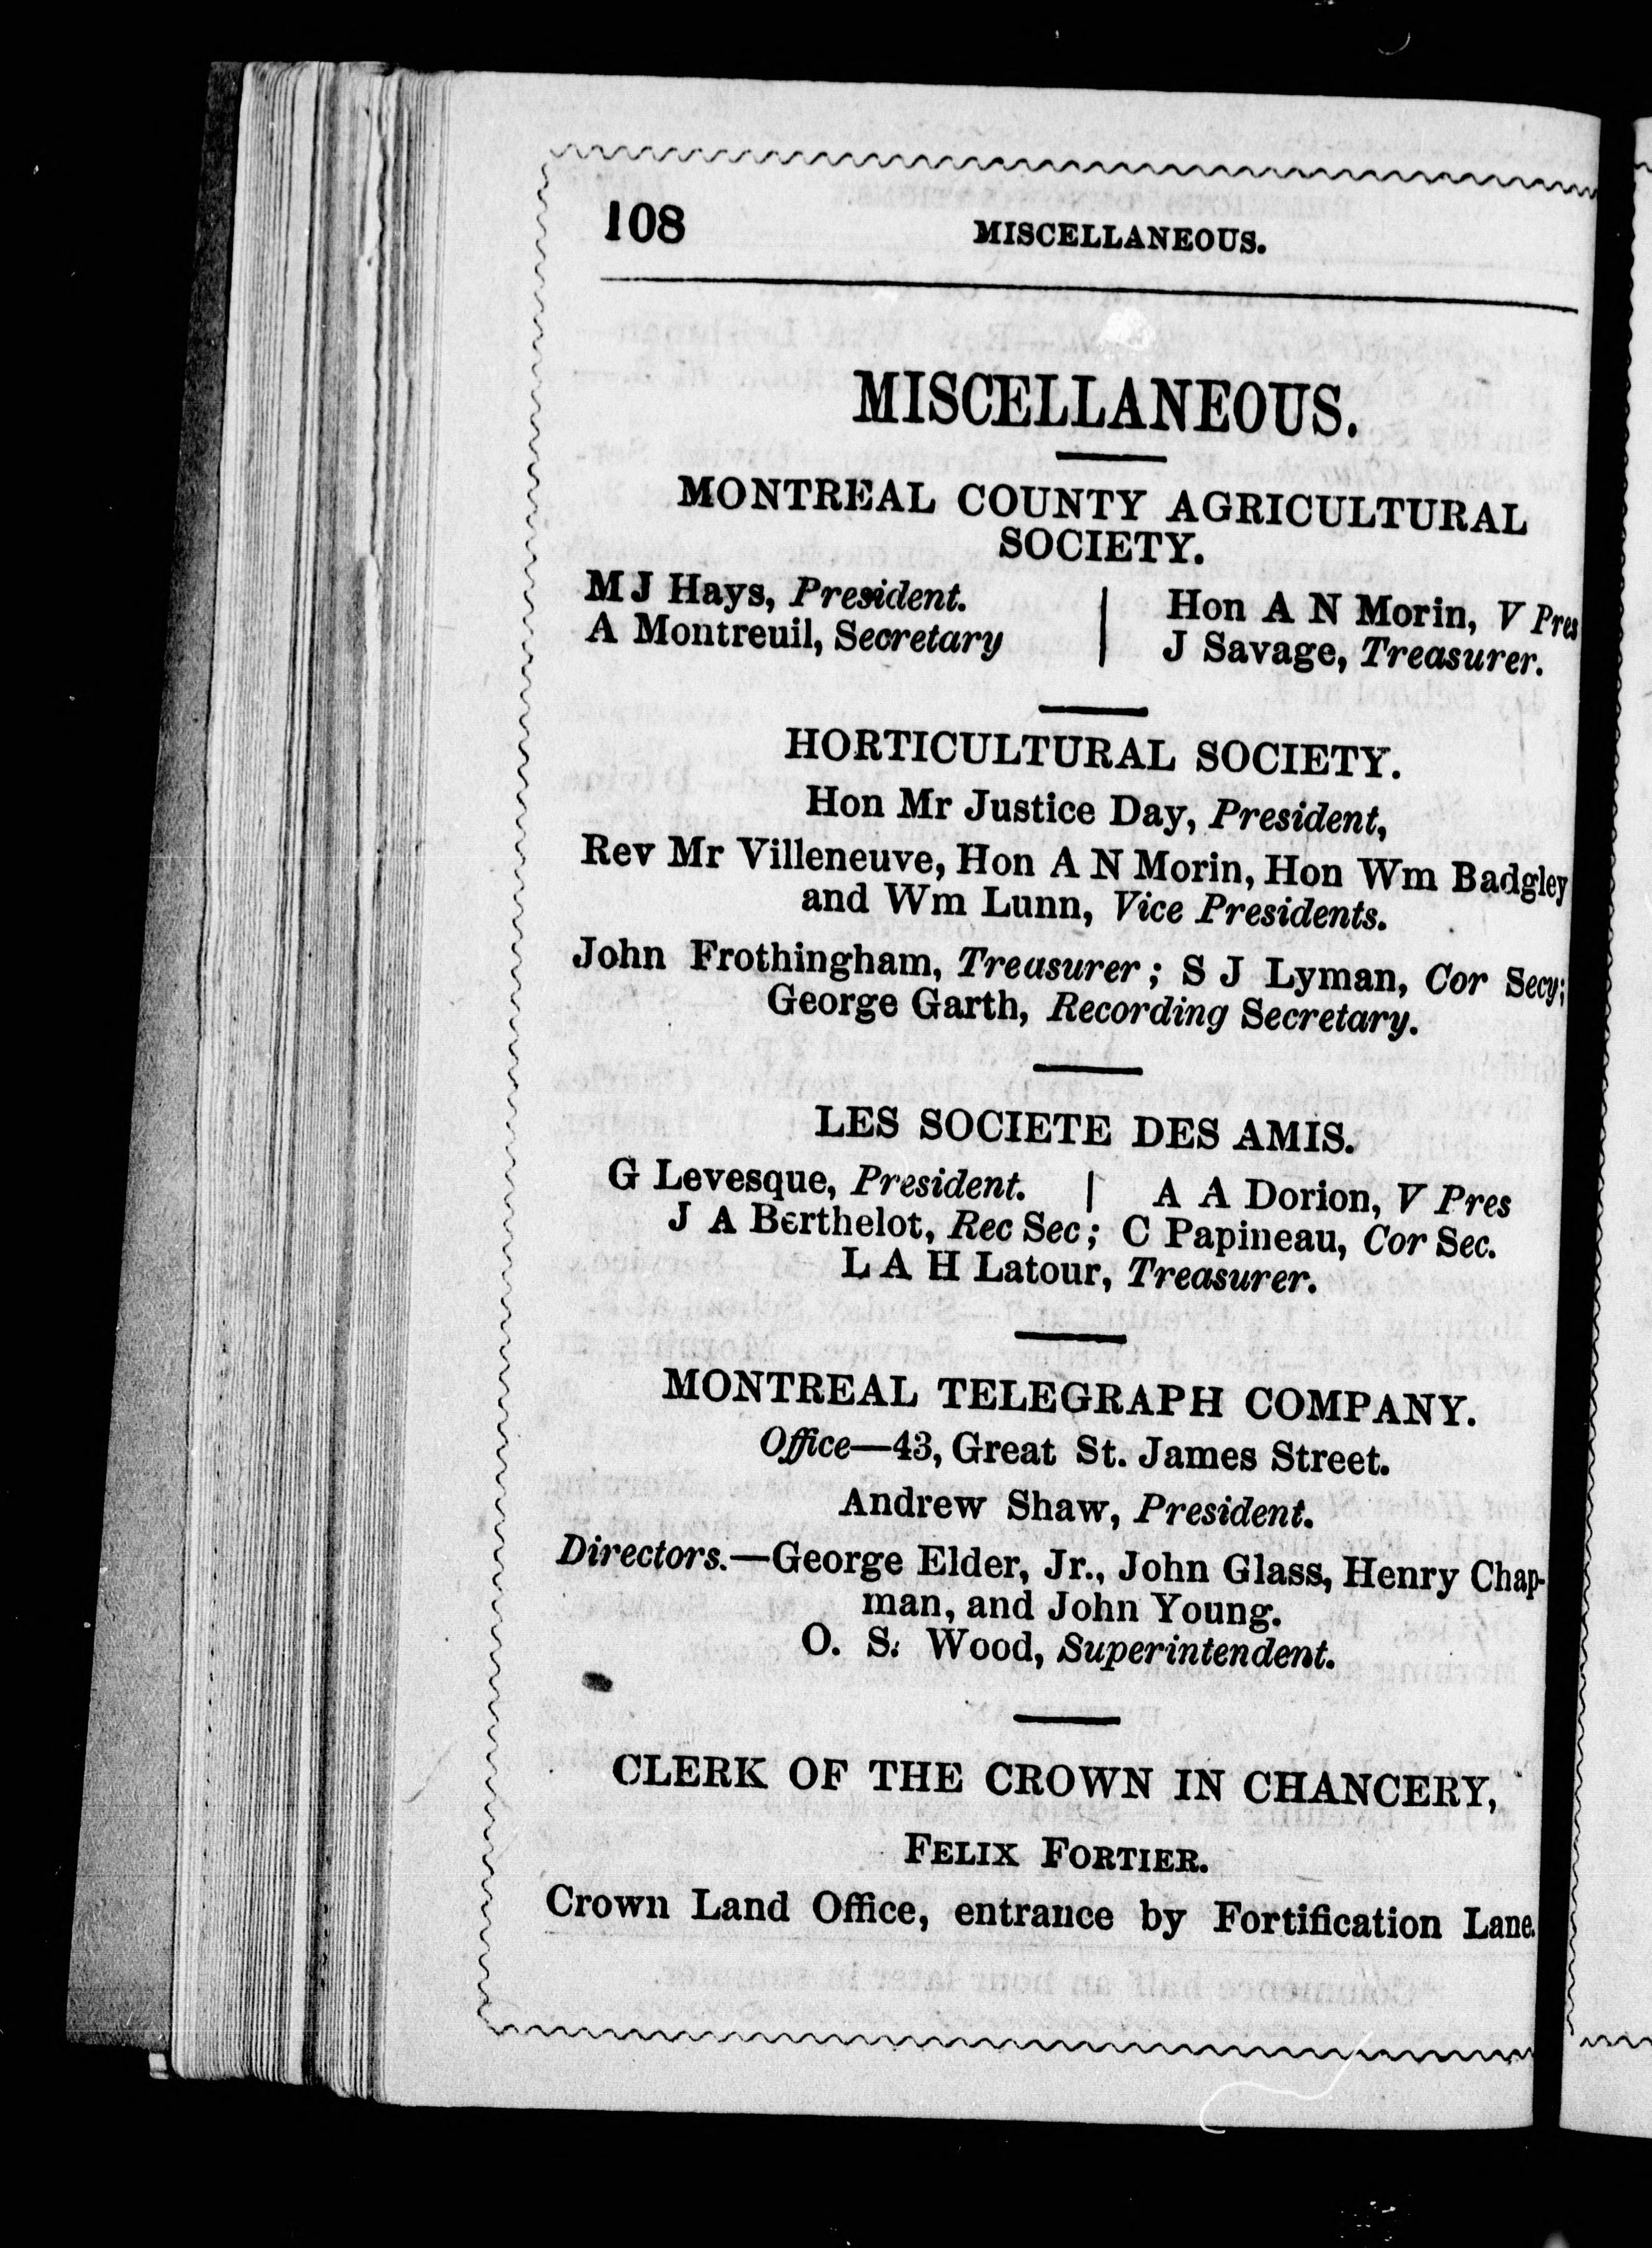 108
MISCELLANEOUS.
MISCELLANEOUS.
MONTREAL COUNTY AGRICULTURAL
SOCIETY.
M J Hays, President. | Hon A N Morin, V Pres
A Montreuil, Secretary | J Savage, Treasurer.
HORTICULTURAL SOCIETY.
Hon Mr Justice Day, President,
Rev Mr Villeneuve, Hon A N Morin, Hon Wm Badgley
and Wm Lunn, Vice Presidents.
John Frothingham, Treasurer; S J Lyman, Cor Secy;
George Garth, Recording Secretary.
LES SOCIETE DES AMIS.
G Levesque, President. | A A Dorion, V Pres
J A Berthelot, Rec Sec; C Papineau, Cor Sec.
L A H Latour, Treasurer.
MONTREAL TELEGRAPH COMPANY.
Office—43, Great St. James Street.
Andrew Shaw, President.
Directors.—George Elder, Jr., John Glass, Henry Chap-
man, and John Young.
O. S. Wood, Superintendent.
CLERK OF THE CROWN IN CHANCERY,
FELIX FORTIER.
Crown Land Office, entrance by Fortification Lane.